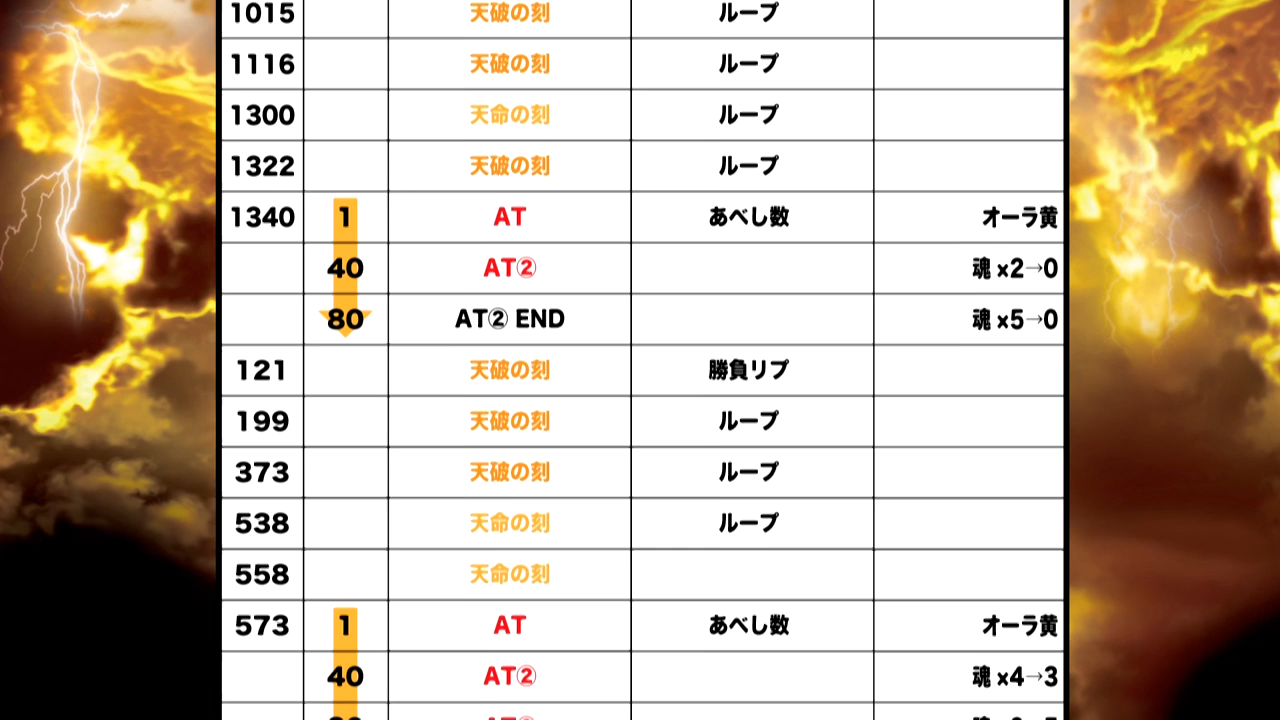 1015 天破の刻 ループ
1116 天破の刻 ループ
1300 天命の刻 ループ
1322 天破の刻 ループ
1340 1 AT あべし数 オーラ黄
40 AT② 魂 ×2→0
80 AT② END 魂 ×5→0
121 天破の刻 勝負リプ
199 天破の刻 ループ
373 天破の刻 ループ
538 天命の刻 ループ
558 天命の刻
573 1 AT あべし数 オーラ黄
40 AT② 魂 ×4→3